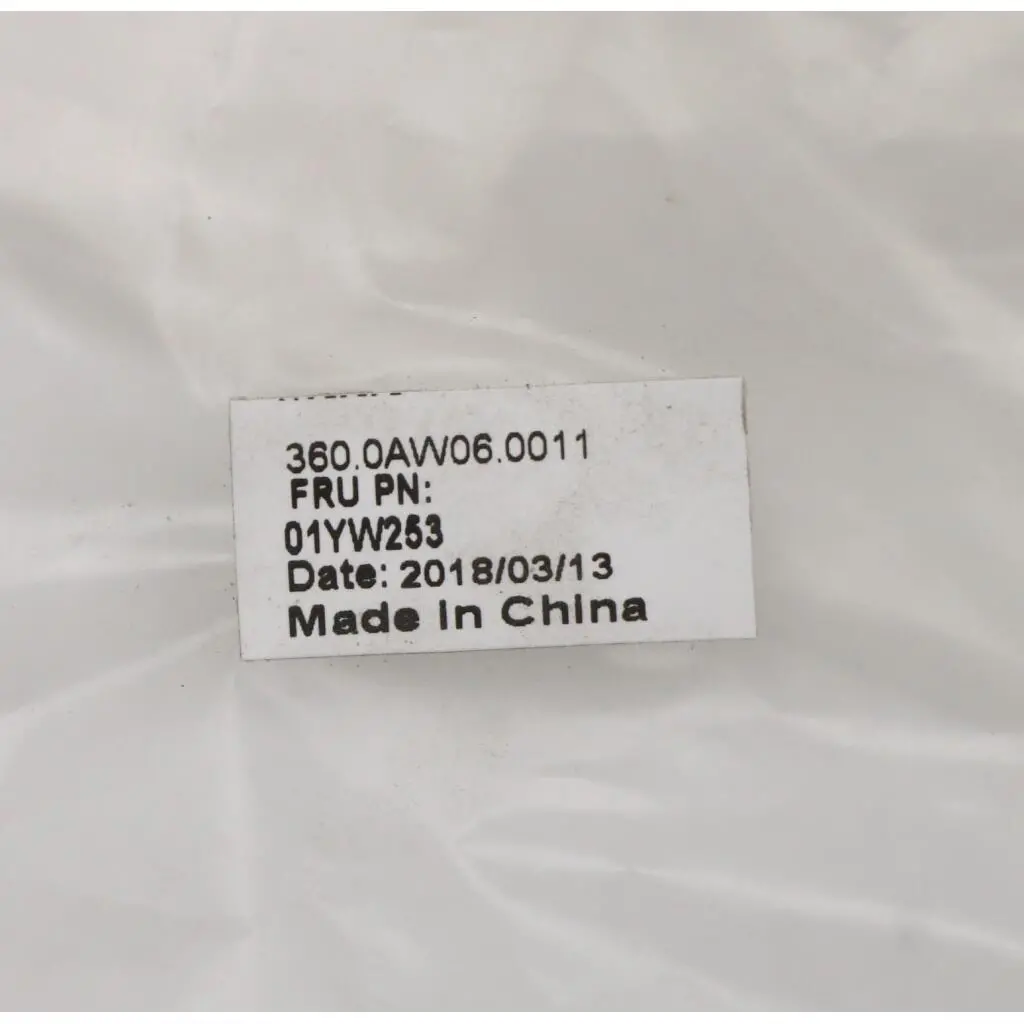 360.0AW06.0011
FRU PN:
01YW253
Date: 2018/03/13
Made in China